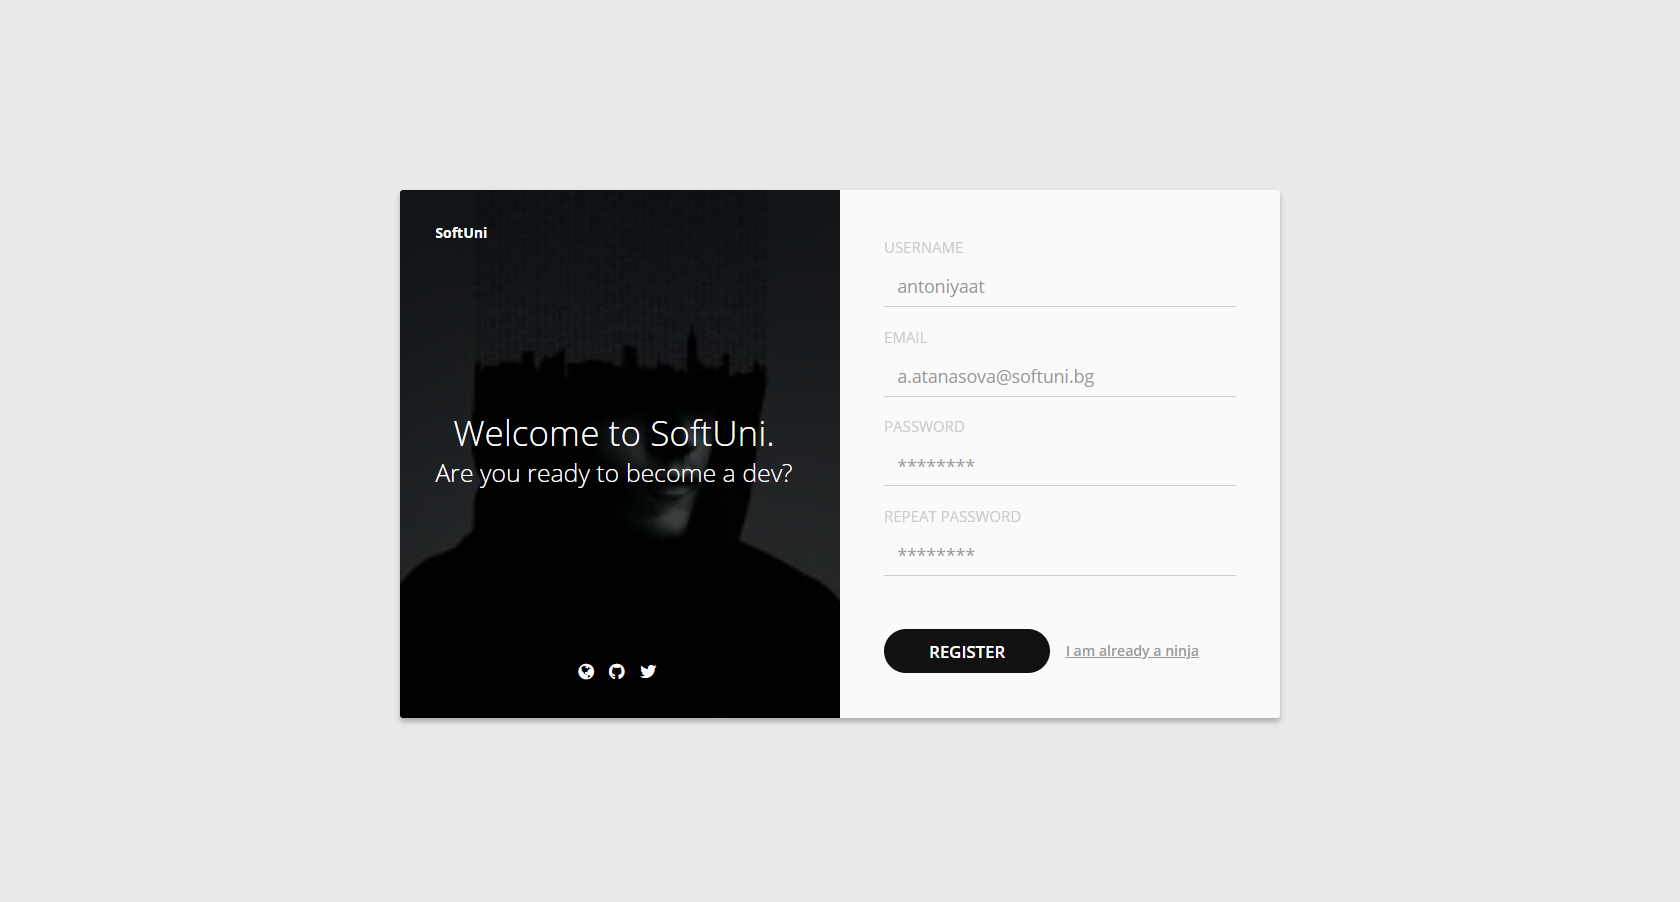 SoftUni
Welcome to SoftUni.
Are you ready to become a dev?
USERNAME
antoniyaat
EMAIL
a.atanasova@softuni.bg
PASSWORD
********
REPEAT PASSWORD
********
REGISTER
I am already a ninja